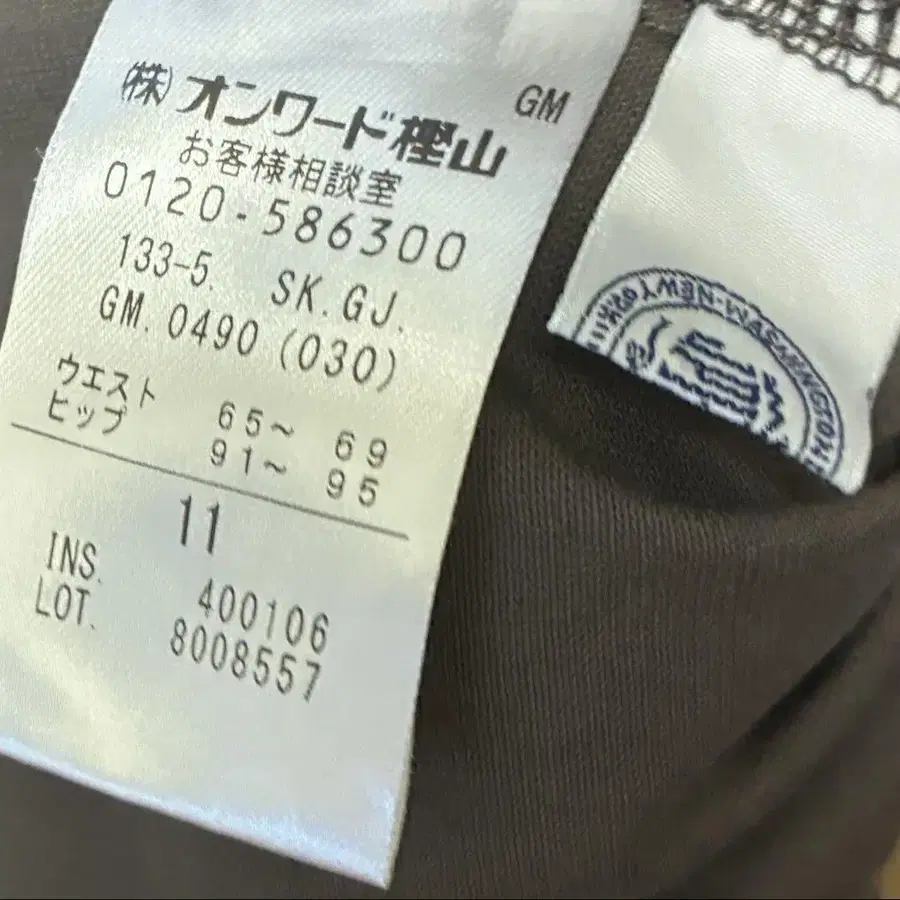 GM
(株)オンワード樫山
お客様相談室
0120-586300
133-5. SK.GJ.
GM. 0490 (030)
ウエスト 65～ 69
ヒップ 91～ 95
11
INS. 400106
LOT. 8008557